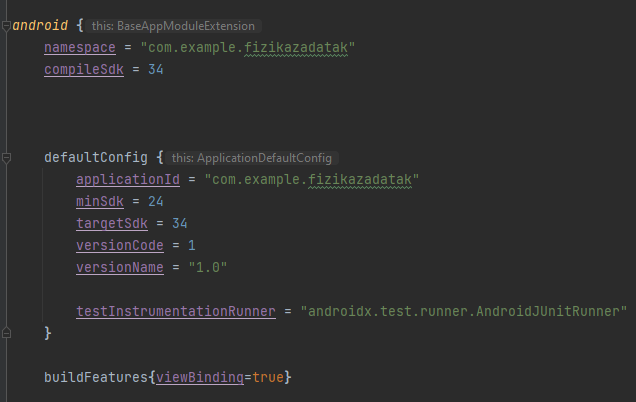 android { this: BaseAppModuleExtension
namespace = "com.example.fizikazadatak"
compileSdk = 34
defaultConfig { this: ApplicationDefaultConfig
applicationId = "com.example.fizikazadatak"
minSdk = 24
targetSdk = 34
versionCode = 1
versionName = "1.0"
testInstrumentationRunner = "androidx.test.runner.AndroidJUnitRunner"
}
buildFeatures{viewBinding=true}